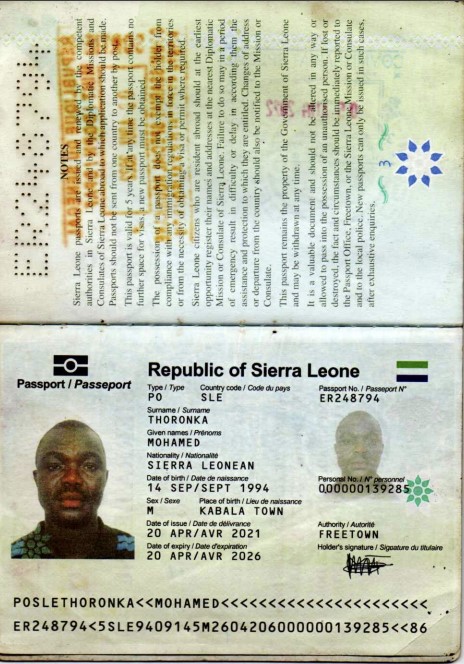 NOTES
Sierra Leone passports are issued and renewed by the competent
authorities in Sierra Leone and by the Diplomatic Missions and
Consulates of Sierra Leone abroad to which application should be made.
Passports should not be sent from one country to another by post.
This passport is valid for 5 years. If at any time the passport contains no
further space for visas, a new passport must be obtained.
The possession of a passport does not exempt the holder from
compliance with any immigration regulations in force in the territories
or from the necessity of obtaining a visa or permit where required.
Sierra Leone citizens who are resident abroad should at the earliest
opportunity register their names and addresses at the nearest Diplomatic
Mission or Consulate of Sierra Leone. Failure to do so may in a period
of emergency result in difficulty or delay in according them the
assistance and protection to which they are entitled. Changes of address
or departure from the country should also be notified to the Mission or
Consulate.
This passport remains the property of the Government of Sierra Leone
and may be withdrawn at any time.
It is a valuable document and should not be altered in any way or
allowed to pass into the possession of an unauthorised person. If lost or
destroyed, the fact and circumstances should be immediately reported to
the Passport Office, Freetown, or the Sierra Leone Mission or Consulate
and to the local police. New passports can only be issued in such cases.
after exhaustive enquiries.
3
Passport / Passeport
Republic of Sierra Leone
Type / Type Country code / Code du pays Passport No. / Passeport N°
PO SLE ER248794
Surname / Surname
THORONKA
Given names / Prénoms
MOHAMED
Nationality / Nationalité
SIERRA LEONEAN
Date of birth / Date de naissance Personal No. / N° personnel
14 SEP/SEPT 1994 000000139285
Sex / Sexe Place of birth / Lieu de naissance
M KABALA TOWN
Date of issue / Date de délivrance Authority / Autorité
20 APR/AVR 2021 FREETOWN
Date of expiry / Date d'expiration Holder's signature / Signature du titulaire
20 APR/AVR 2026
POSLETHORONKA<<MOHAMED<<<<<<<<<<<<<<<<<<<<<<
ER248794<5SLE9409145M2604206000000139285<<86